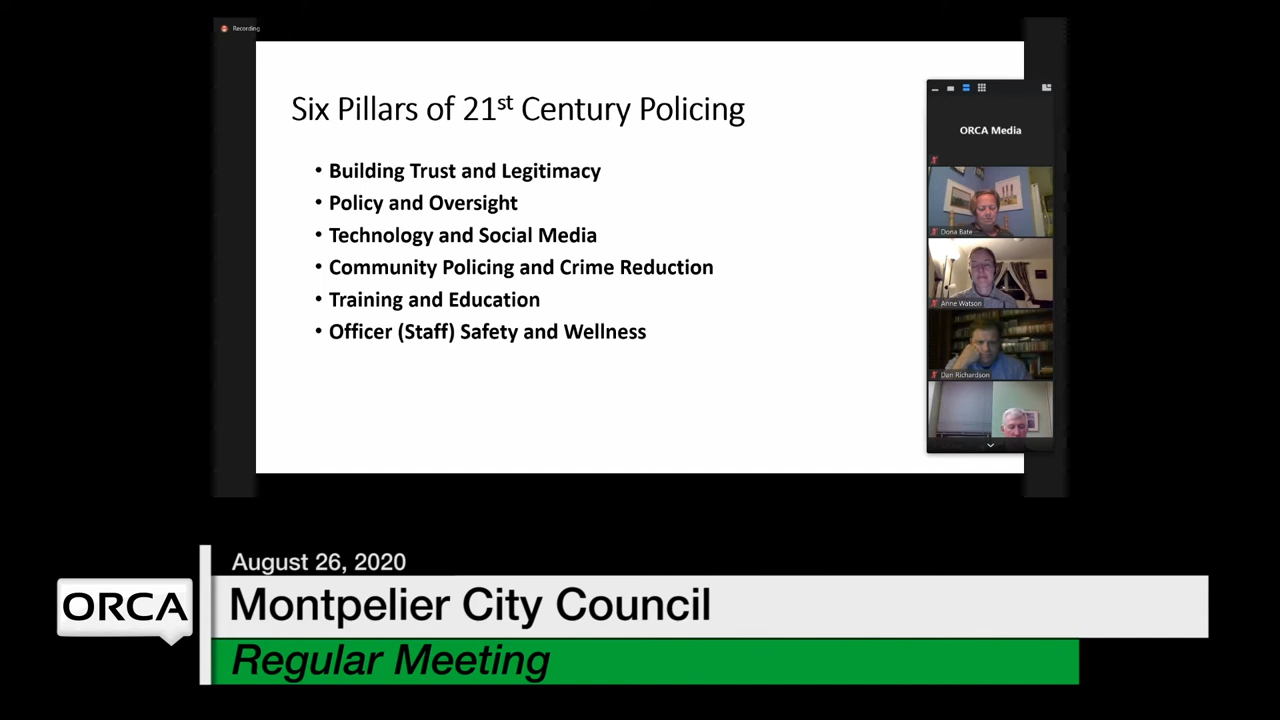 Recording
Six Pillars of 21st Century Policing
• Building Trust and Legitimacy
• Policy and Oversight
• Technology and Social Media
• Community Policing and Crime Reduction
• Training and Education
• Officer (Staff) Safety and Wellness
ORCA Media
Dona Bate
Anne Watson
Dan Richardson
August 26, 2020
ORCA
Montpelier City Council
Regular Meeting